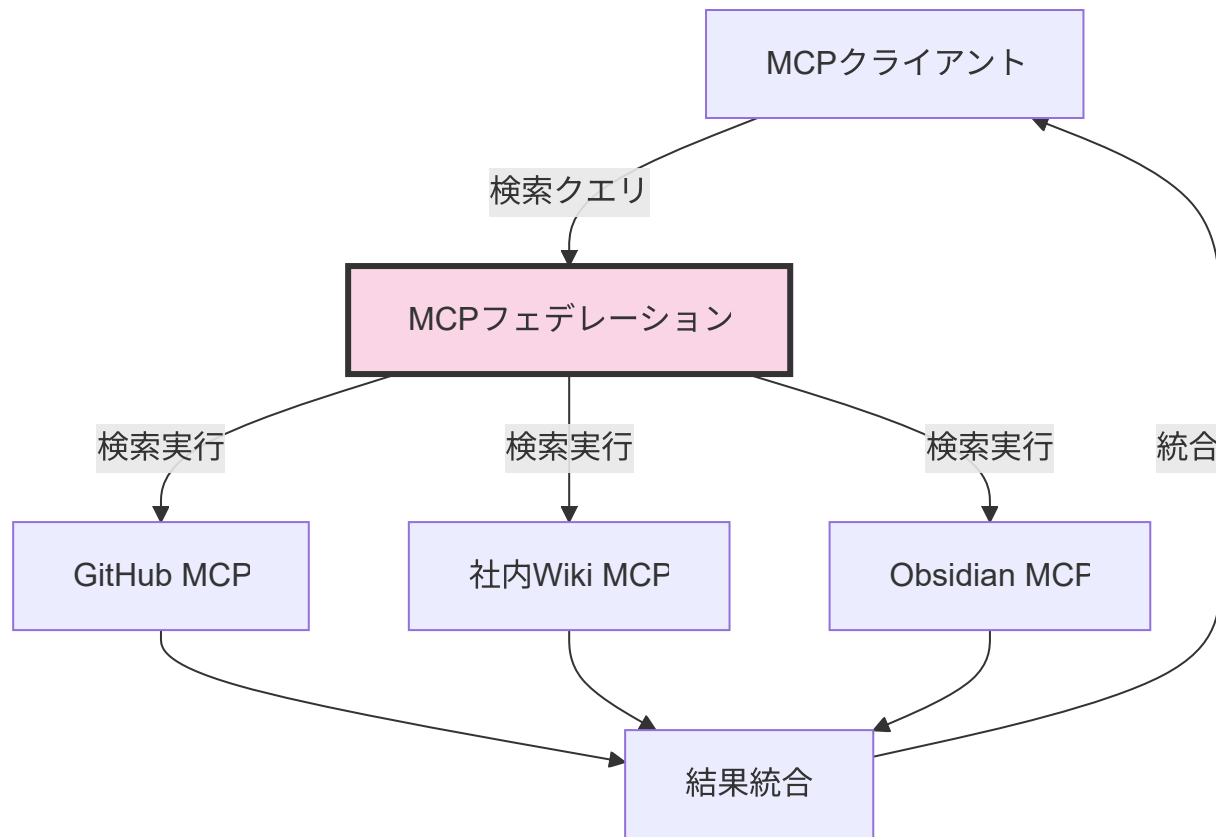 MCPクライアント
検索クエリ
MCPフェデレーション
検索実行
検索実行
検索実行
統合
GitHub MCP
社内Wiki MCP
Obsidian MCP
結果統合